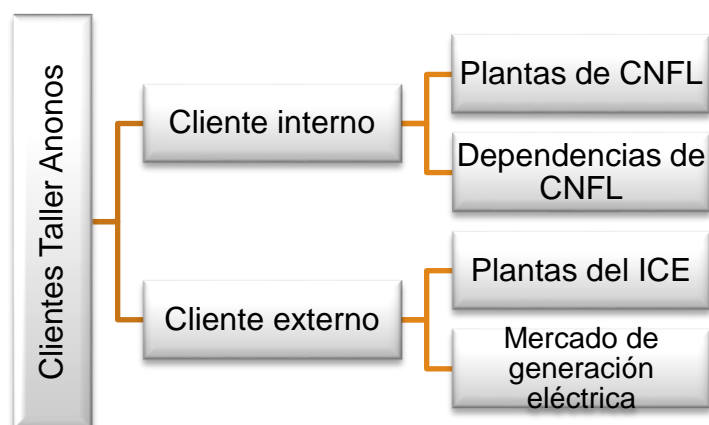 Clientes Taller Anonos
Cliente interno
Plantas de CNFL
Dependencias de
CNFL
Cliente externo
Plantas del ICE
Mercado de
generación
eléctrica